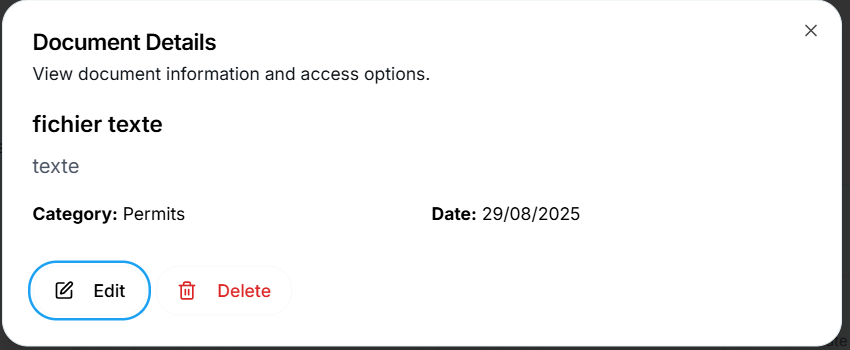 Document Details
View document information and access options.
fichier texte
texte
Category: Permits Date: 29/08/2025
Edit Delete